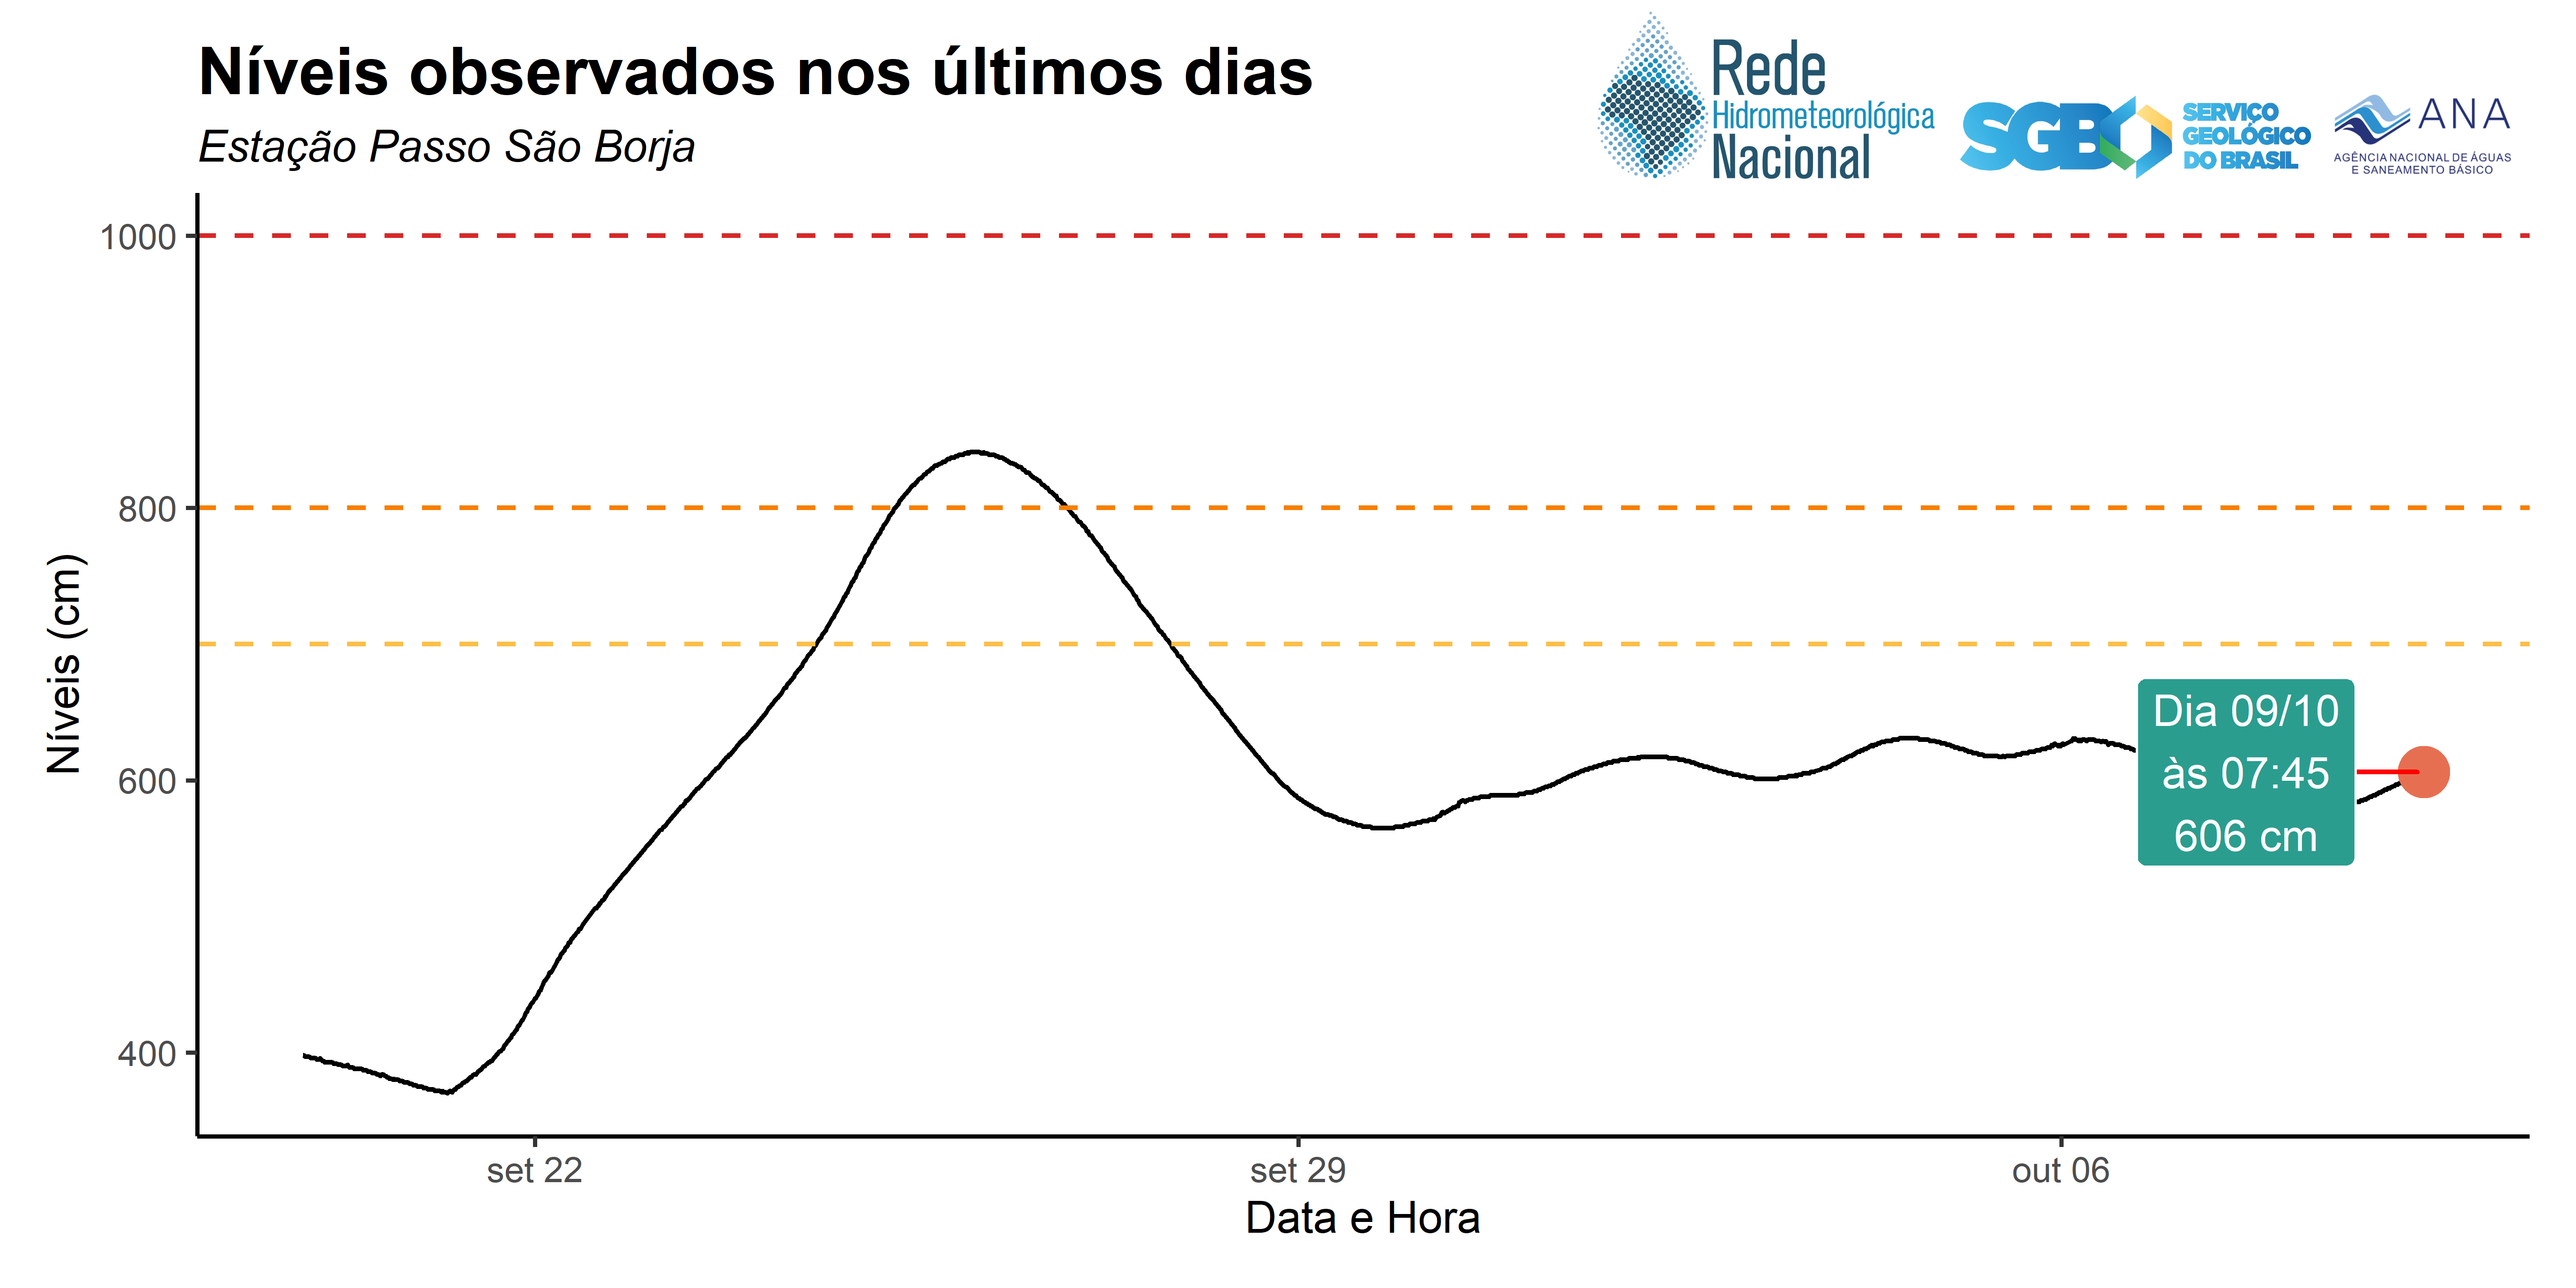 Níveis observados nos últimos dias
Estação Passo São Borja
Rede
Hidrometeorológica
Nacional
SGB
SERVIÇO
GEOLÓGICO
DO BRASIL
ANA
AGÊNCIA NACIONAL DE ÁGUAS
E SANEAMENTO BÁSICO
Níveis (cm)
1000
800
600
400
Dia 09/10
às 07:45
606 cm
set 22
set 29
out 06
Data e Hora